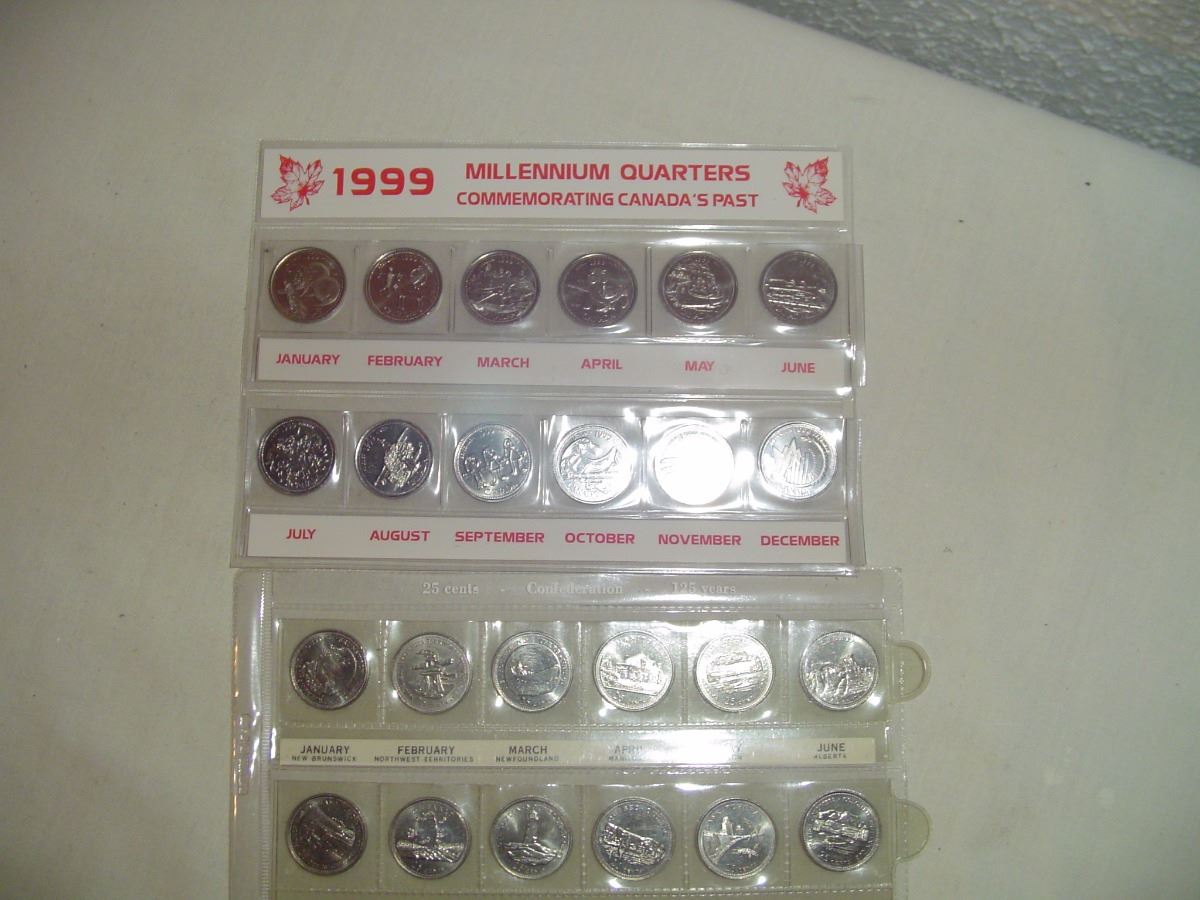 1999 MILLENNIUM QUARTERS
COMMEMORATING CANADA'S PAST
JANUARY FEBRUARY MARCH APRIL MAY JUNE
JULY AUGUST SEPTEMBER OCTOBER NOVEMBER DECEMBER
25 cents - Confederation - 125 years
JANUARY FEBRUARY MARCH JUNE
NEW BRUNSWICK NORTHWEST TERRITORIES NEWFOUNDLAND ALBERTA